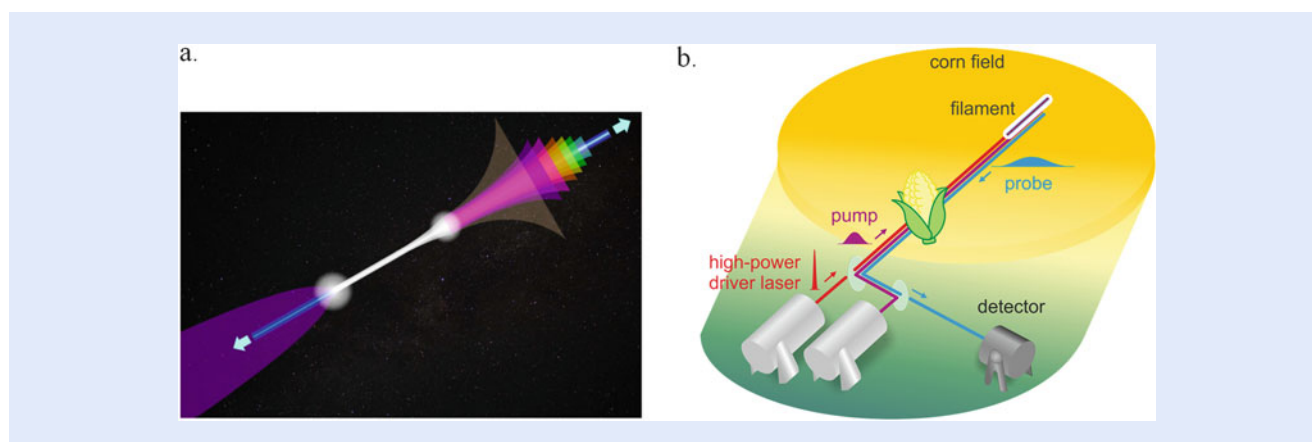 a.
b.
corn field
filament
probe
pump
high-power
driver laser
detector